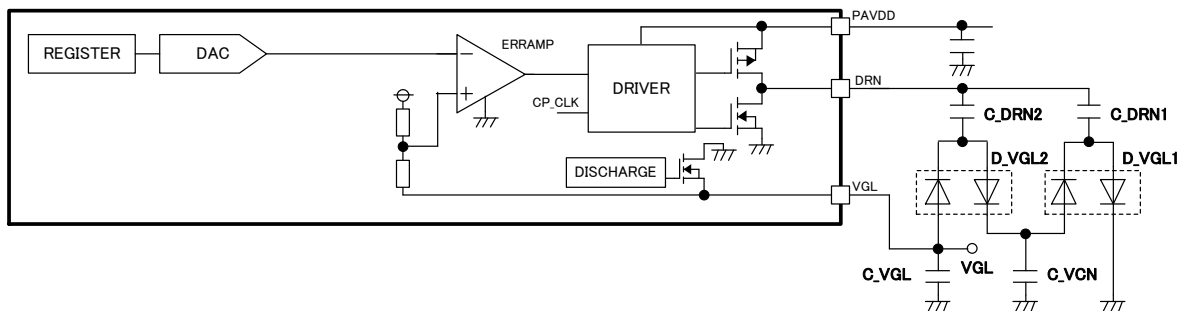 PAVDD
REGISTER
DAC
ERRAMP
−
+
DRIVER
CP_CLK
DRN
C_DRN2
C_DRN1
DISCHARGE
D_VGL2
D_VGL1
VGL
C_VGL
VGL
C_VCN